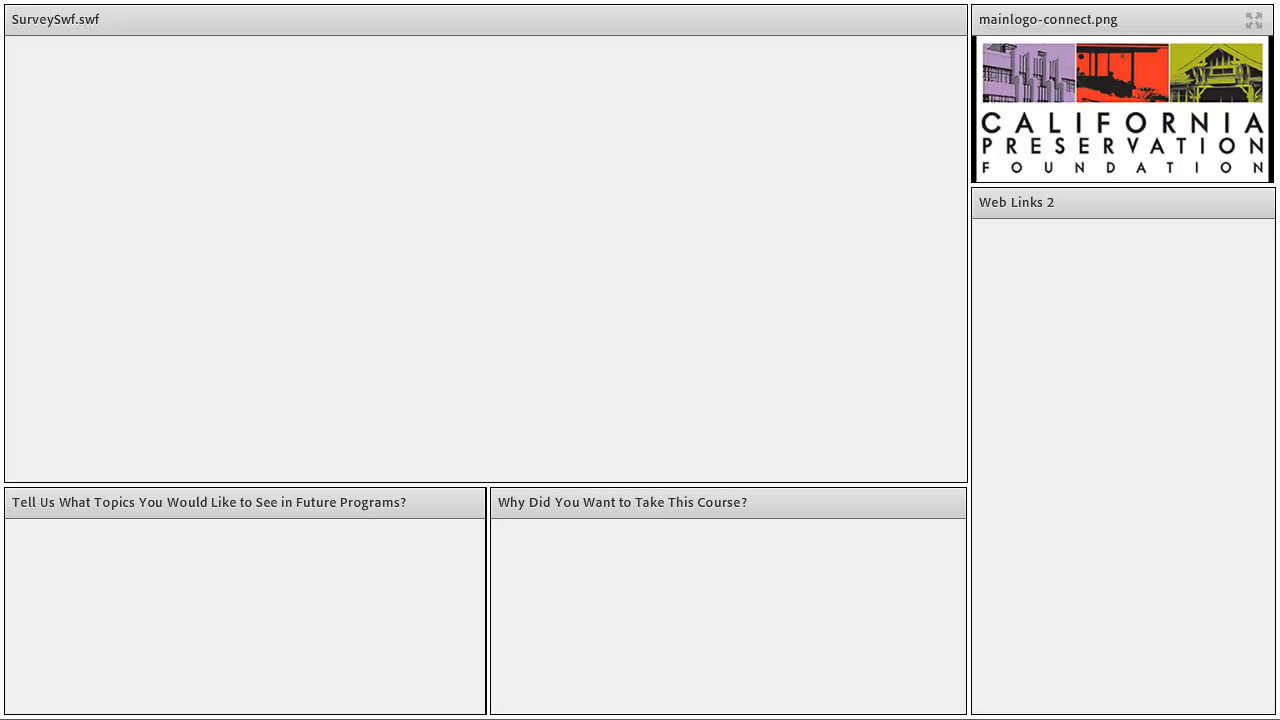 SurveySwf.swf
mainlogo-connect.png
CALIFORNIA
PRESERVATION
FOUNDATION
Web Links 2
Tell Us What Topics You Would Like to See in Future Programs?
Why Did You Want to Take This Course?